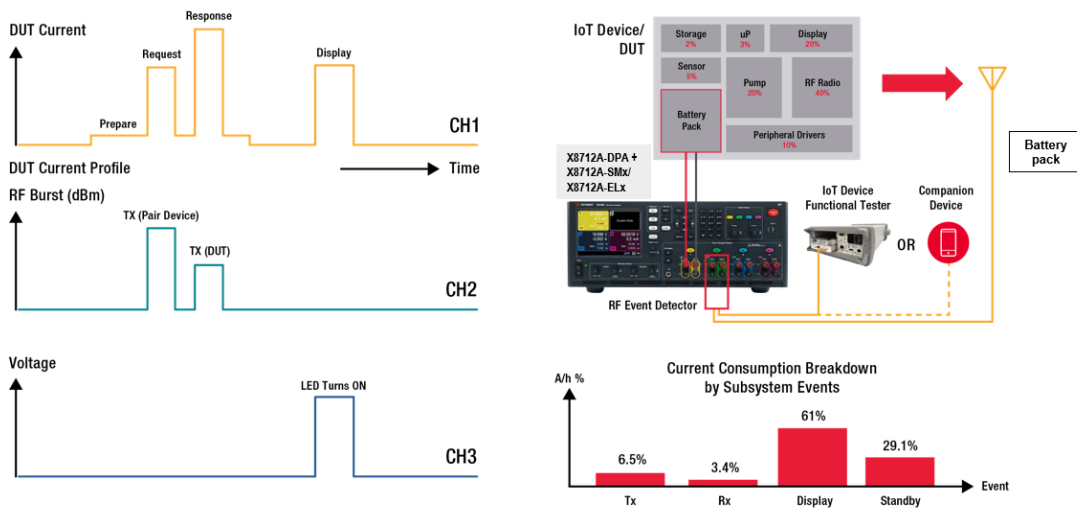 DUT Current
Response
Request
Display
Prepare
CH1
DUT Current Profile
Time
RF Burst (dBm)
TX (Pair Device)
TX (DUT)
CH2
Voltage
LED Turns ON
CH3
IoT Device/
DUT
Storage
2%
uP
3%
Display
20%
Sensor
5%
Pump
20%
RF Radio
40%
Battery
Pack
Peripheral Drivers
10%
Battery
pack
X8712A-DPA +
X8712A-SMx/
X8712A-ELx
IoT Device
Functional Tester
OR
Companion
Device
RF Event Detector
Current Consumption Breakdown
by Subsystem Events
A/h %
6.5%
3.4%
61%
29.1%
Tx
Rx
Display
Standby
Event